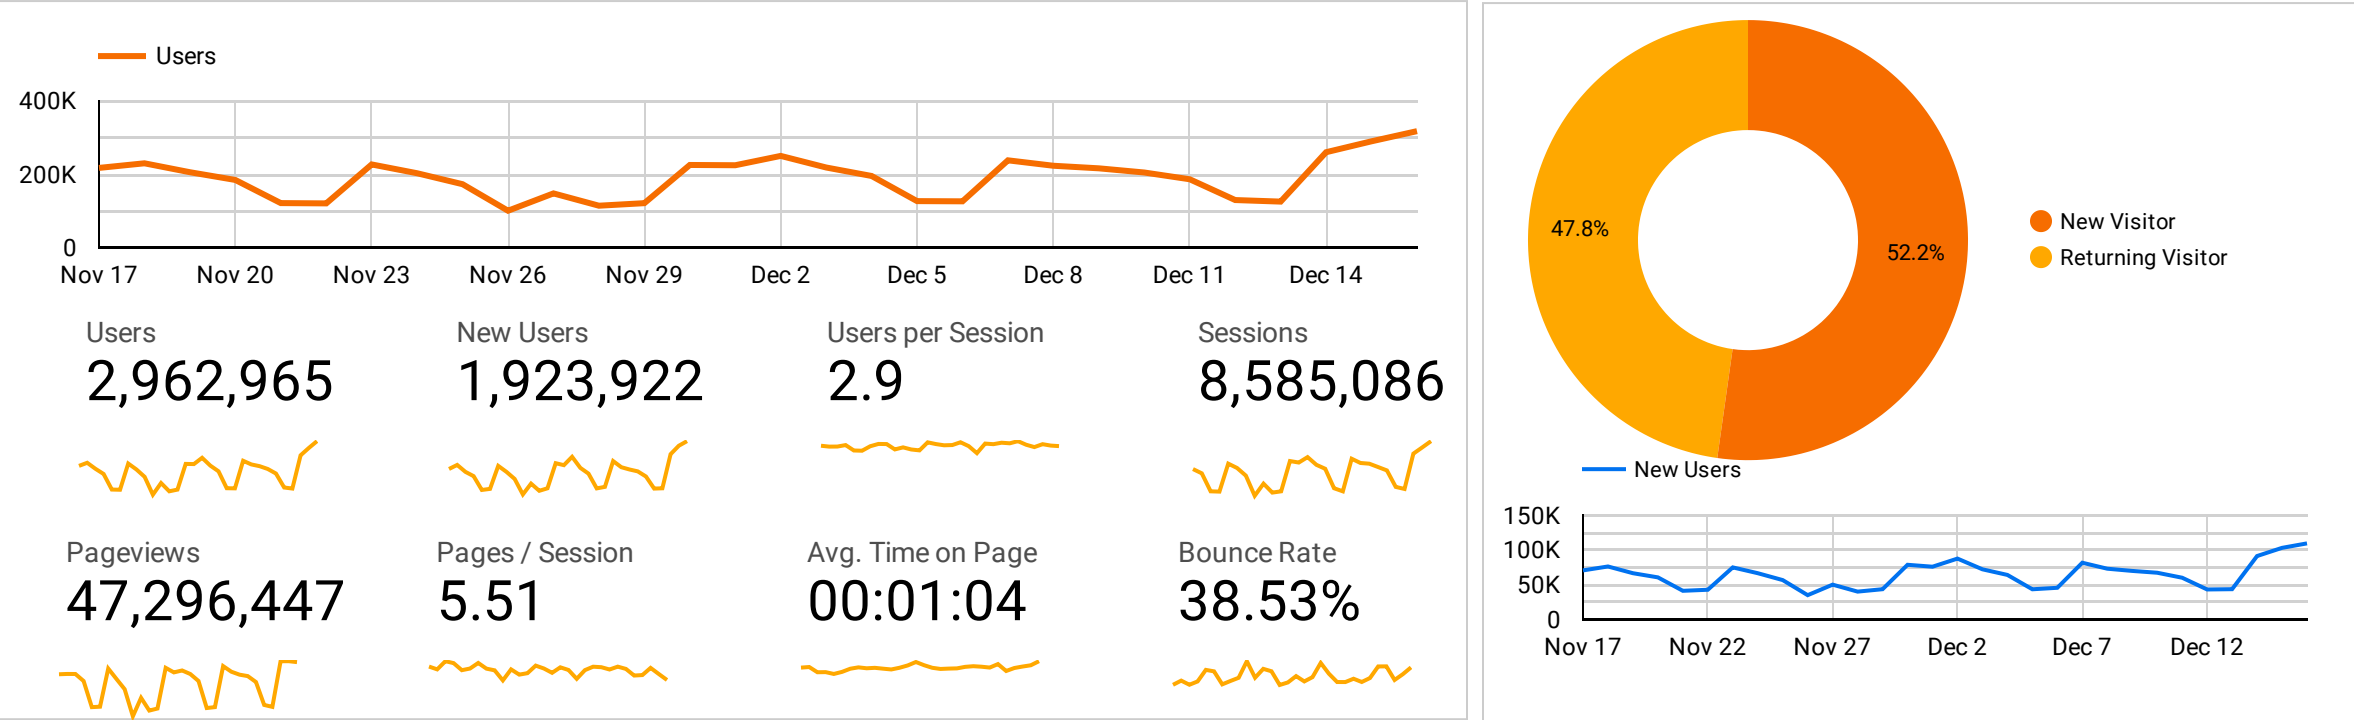 Users
400K
200K
0
Nov 17 Nov 20 Nov 23 Nov 26 Nov 29 Dec 2 Dec 5 Dec 8 Dec 11 Dec 14
Users New Users Users per Session Sessions
2,962,965 1,923,922 2.9 8,585,086
Pageviews Pages / Session Avg. Time on Page Bounce Rate
47,296,447 5.51 00:01:04 38.53%
47.8%
52.2%
New Visitor
Returning Visitor
New Users
150K
100K
50K
0
Nov 17 Nov 22 Nov 27 Dec 2 Dec 7 Dec 12